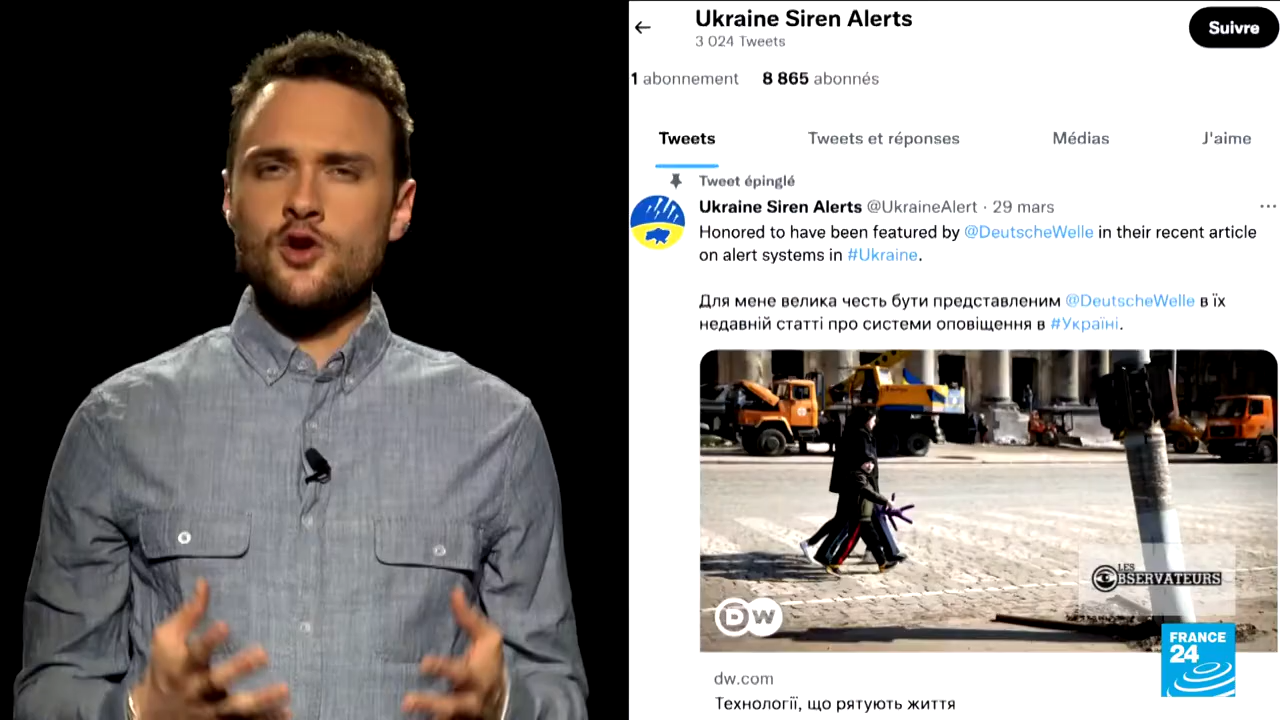 Ukraine Siren Alerts
3 024 Tweets
Suivre
1 abonnement 8 865 abonnés
Tweets Tweets et réponses Médias J'aime
Tweet épinglé
Ukraine Siren Alerts @UkraineAlert · 29 mars
Honored to have been featured by @DeutscheWelle in their recent article
on alert systems in #Ukraine.
Для мене велика честь бути представленим @DeutscheWelle в їх
недавній статті про системи оповіщення в #Україні.
LES
OBSERVATEURS
DW
FRANCE
24
dw.com
Технології, що рятують життя